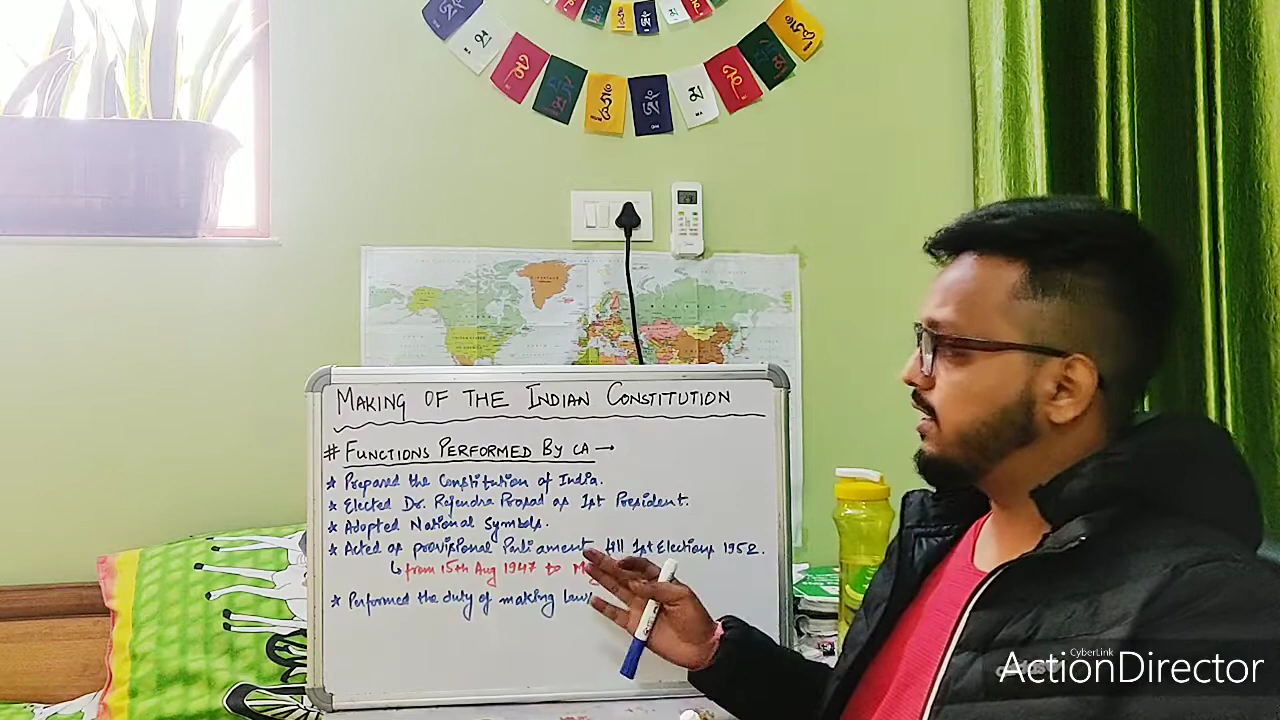 MAKING OF THE INDIAN CONSTITUTION
# FUNCTIONS PERFORMED BY CA →
* Prepared the Constitution of India.
* Elected Dr. Rajendra Prasad as 1st President.
* Adopted National Symbols.
* Acted as provisional Parliament till 1st Elections 1952.
↳ from 15th Aug 1947 to
* Performed the duty of making laws
CyberLink
ActionDirector